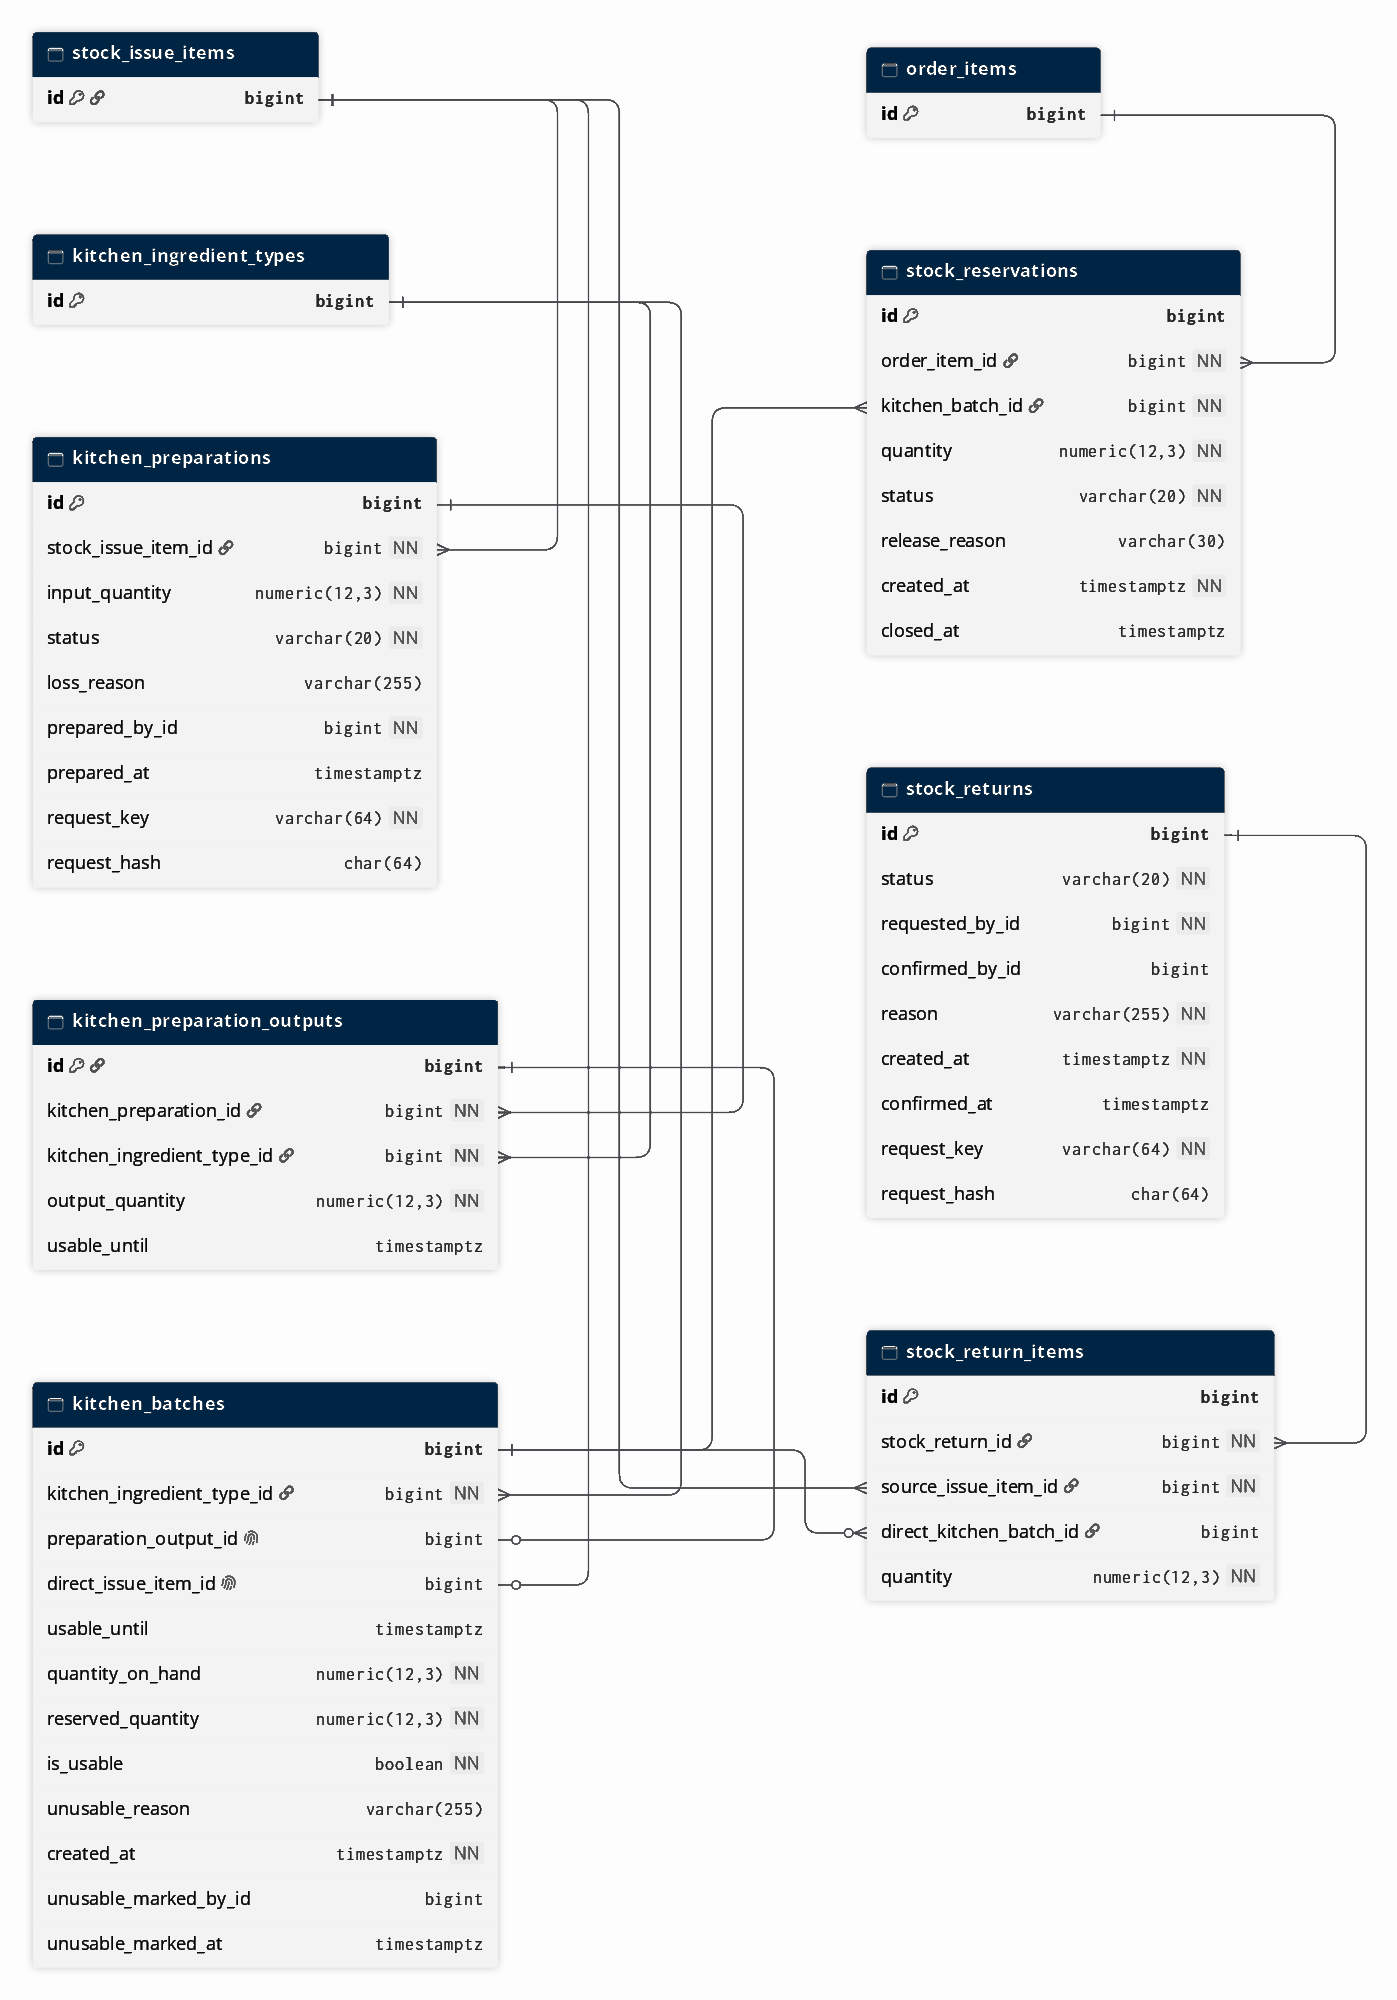 stock_issue_items
id bigint
kitchen_ingredient_types
id bigint
kitchen_preparations
id bigint
stock_issue_item_id bigint NN
input_quantity numeric(12,3) NN
status varchar(20) NN
loss_reason varchar(255)
prepared_by_id bigint NN
prepared_at timestamptz
request_key varchar(64) NN
request_hash char(64)
kitchen_preparation_outputs
id bigint
kitchen_preparation_id bigint NN
kitchen_ingredient_type_id bigint NN
output_quantity numeric(12,3) NN
usable_until timestamptz
kitchen_batches
id bigint
kitchen_ingredient_type_id bigint NN
preparation_output_id bigint
direct_issue_item_id bigint
usable_until timestamptz
quantity_on_hand numeric(12,3) NN
reserved_quantity numeric(12,3) NN
is_usable boolean NN
unusable_reason varchar(255)
created_at timestamptz NN
unusable_marked_by_id bigint
unusable_marked_at timestamptz
order_items
id bigint
stock_reservations
id bigint
order_item_id bigint NN
kitchen_batch_id bigint NN
quantity numeric(12,3) NN
status varchar(20) NN
release_reason varchar(30)
created_at timestamptz NN
closed_at timestamptz
stock_returns
id bigint
status varchar(20) NN
requested_by_id bigint NN
confirmed_by_id bigint
reason varchar(255) NN
created_at timestamptz NN
confirmed_at timestamptz
request_key varchar(64) NN
request_hash char(64)
stock_return_items
id bigint
stock_return_id bigint NN
source_issue_item_id bigint NN
direct_kitchen_batch_id bigint
quantity numeric(12,3) NN